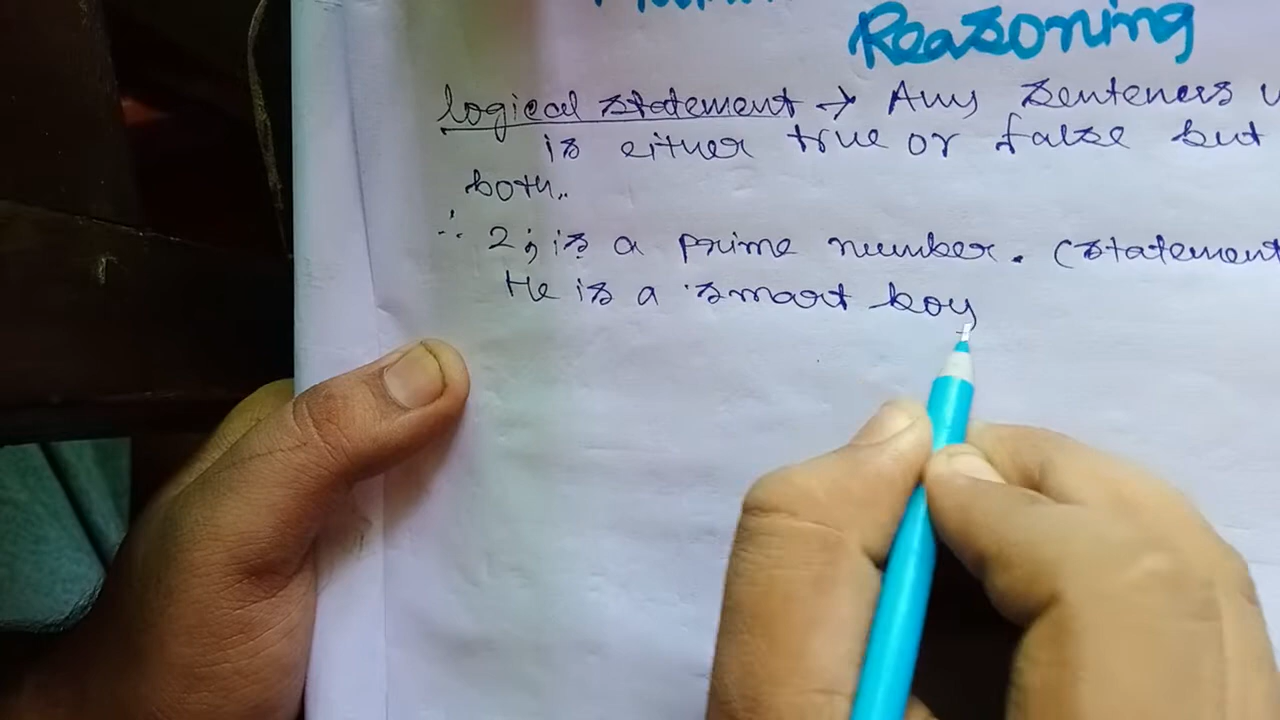 Reasoning
logical statement → Any
is either true or false but
both..
∴ 2, is a prime number. (statement
He is a smart boy